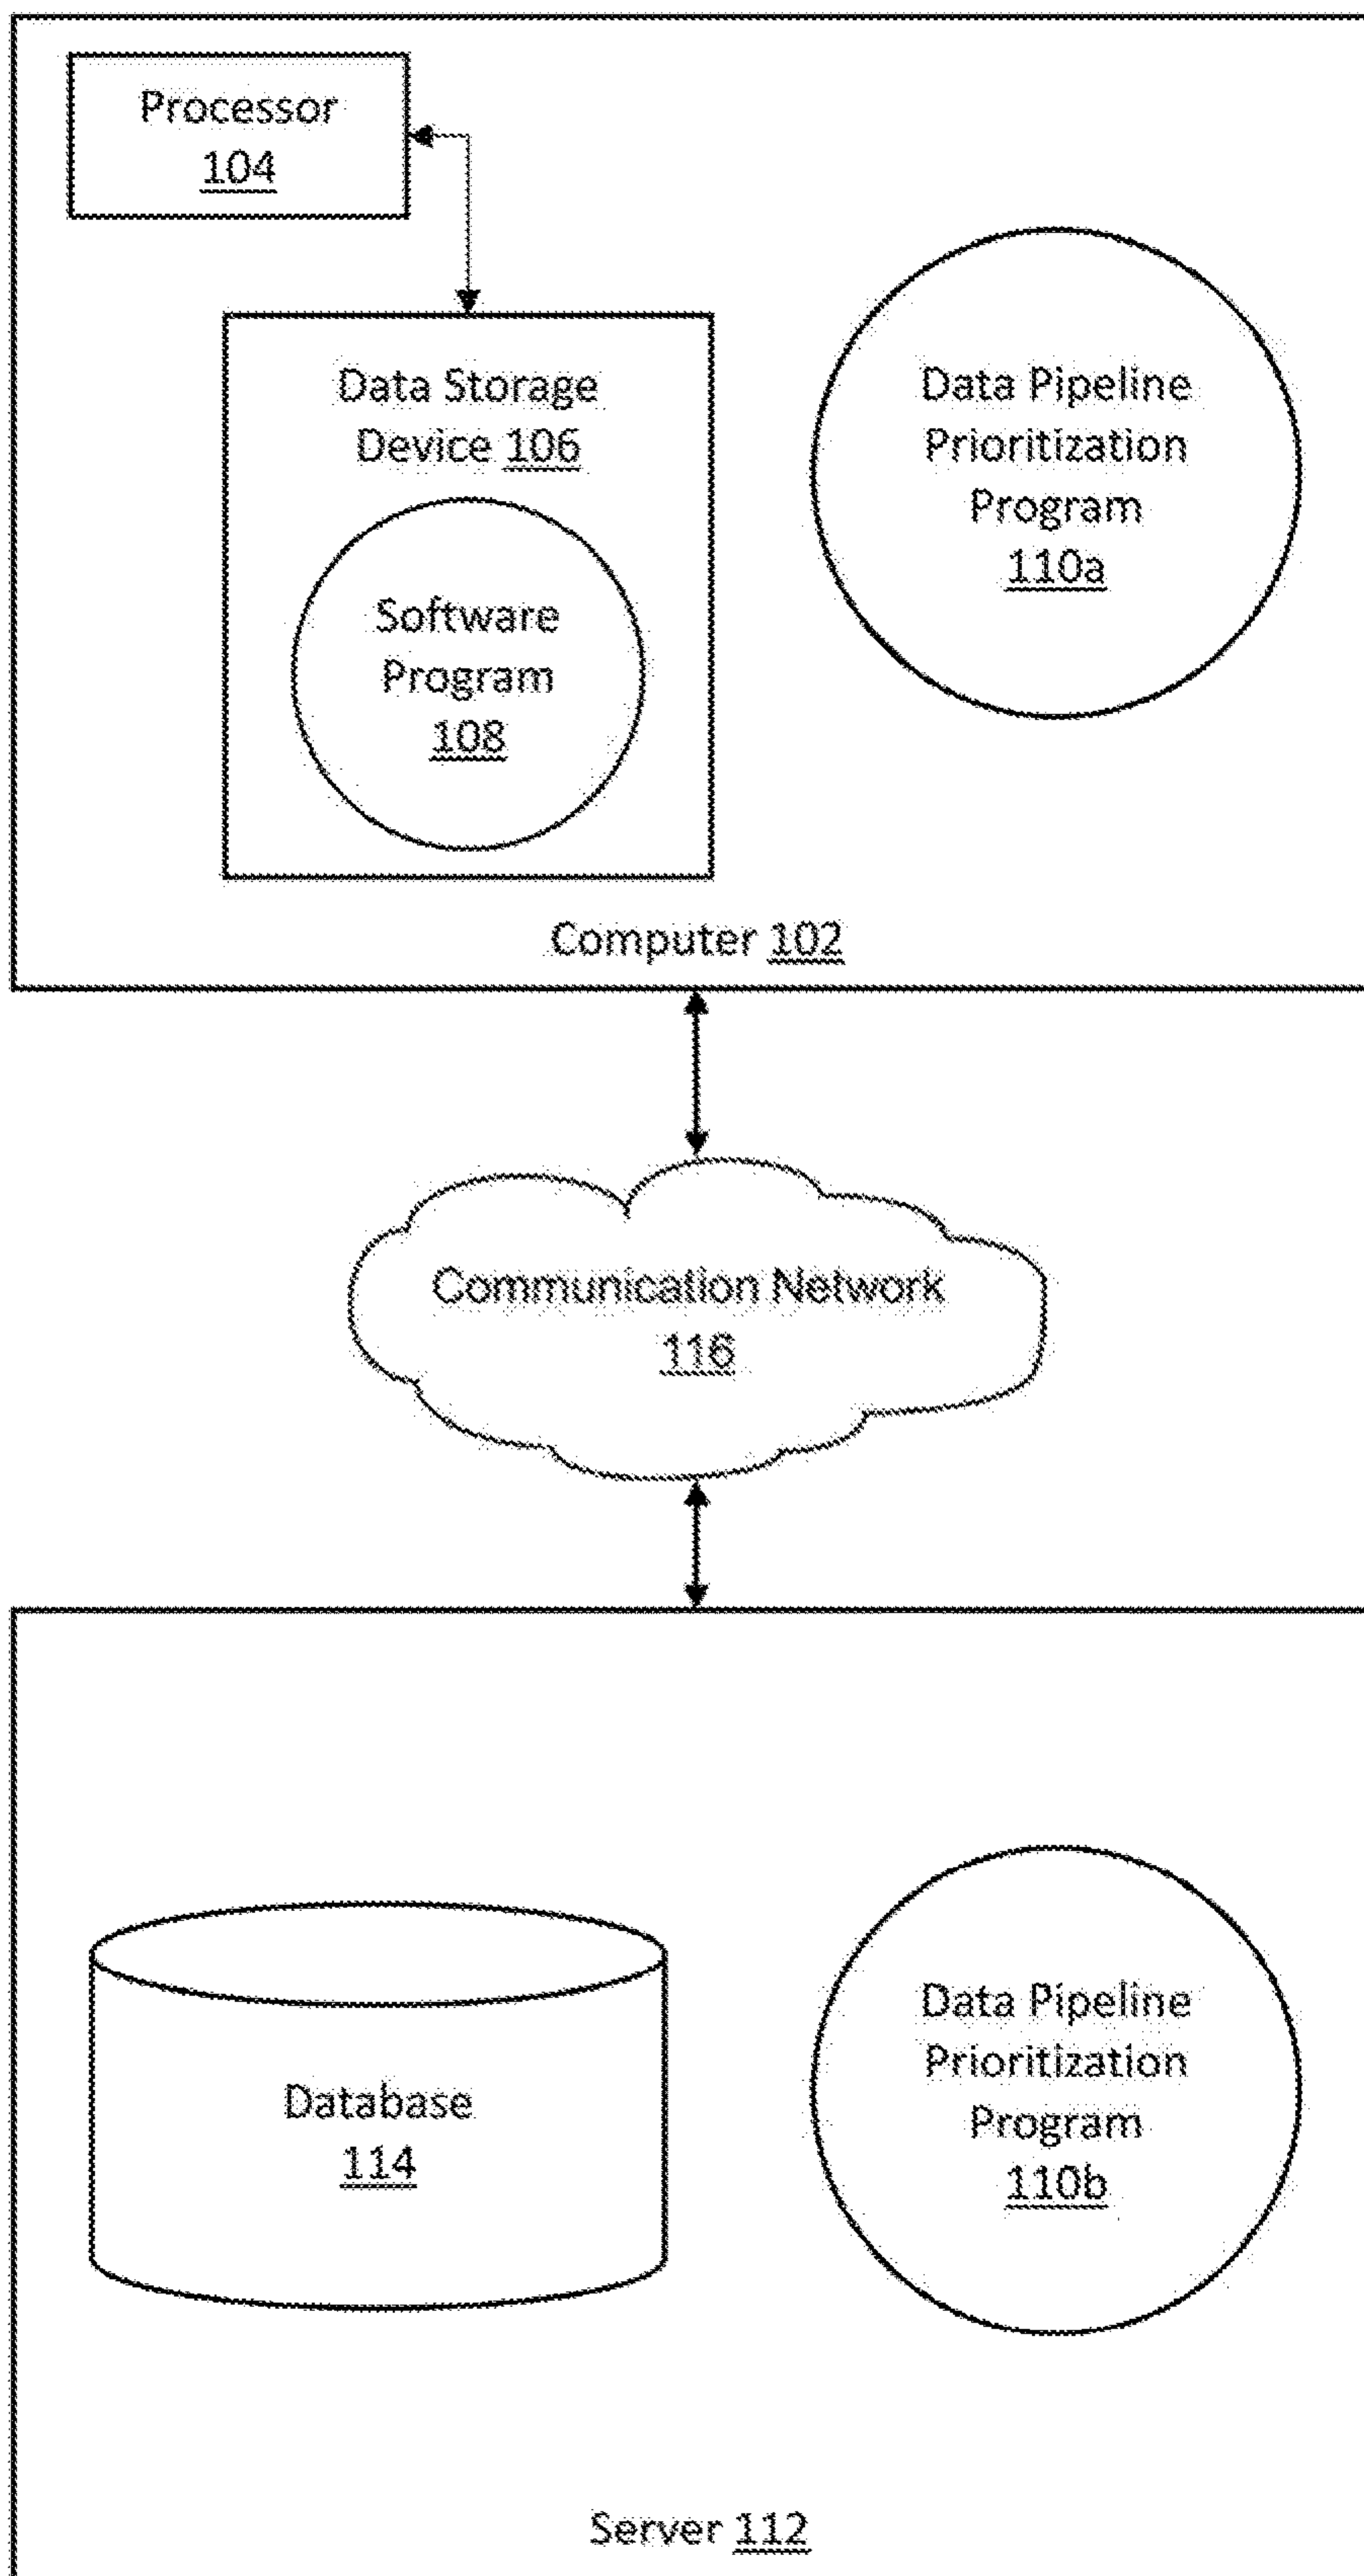 Processor
104
Data Storage
Device 106
Software
Program
108
Data Pipeline
Prioritization
Program
110a
Computer 102
Communication Network
116
Database
114
Data Pipeline
Prioritization
Program
110b
Server 112